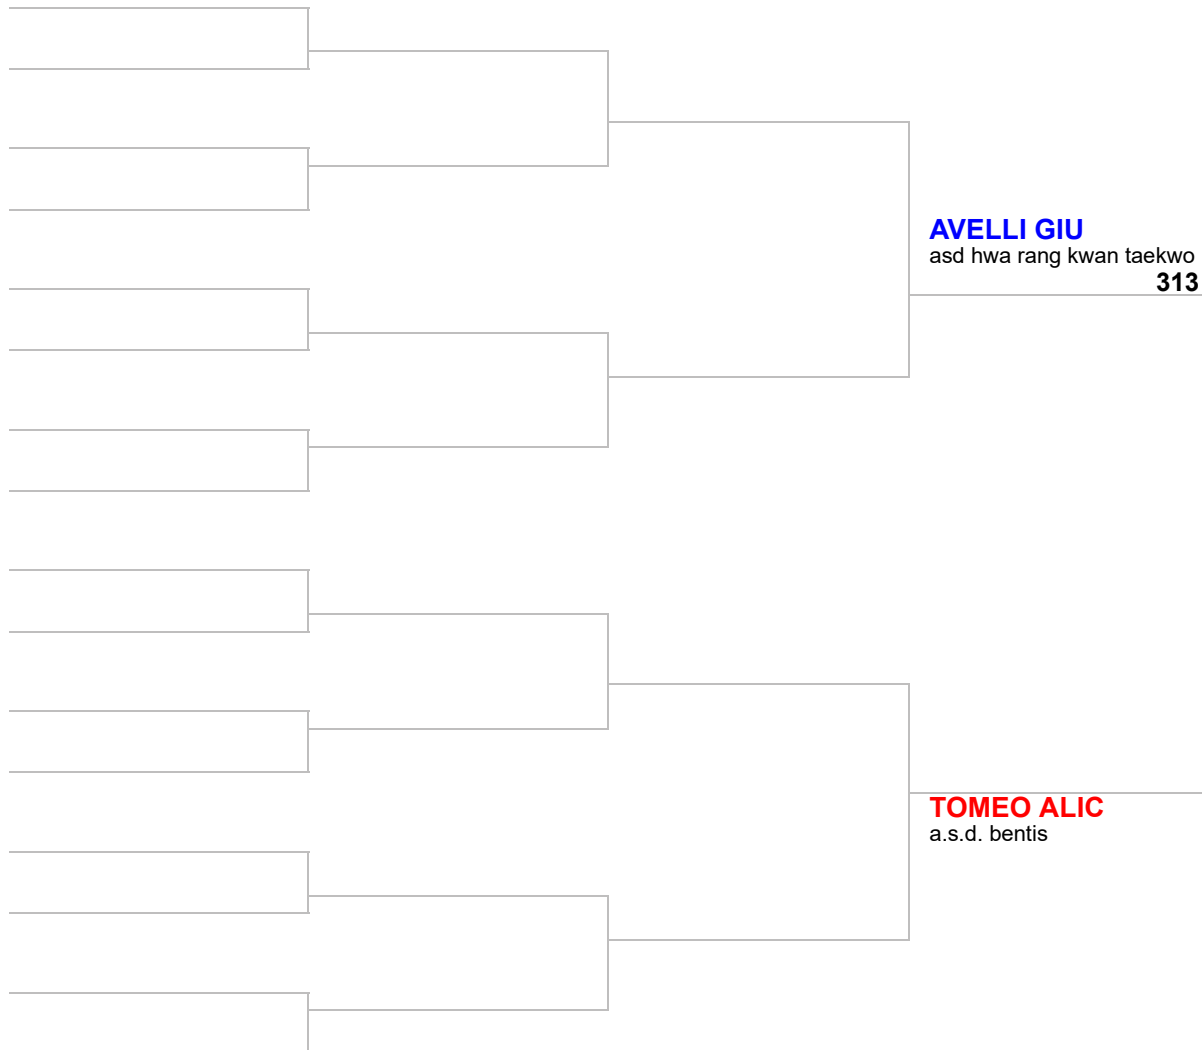 AVELLI GIU
asd hwa rang kwan taekwo
313
TOMEO ALIC
a.s.d. bentis